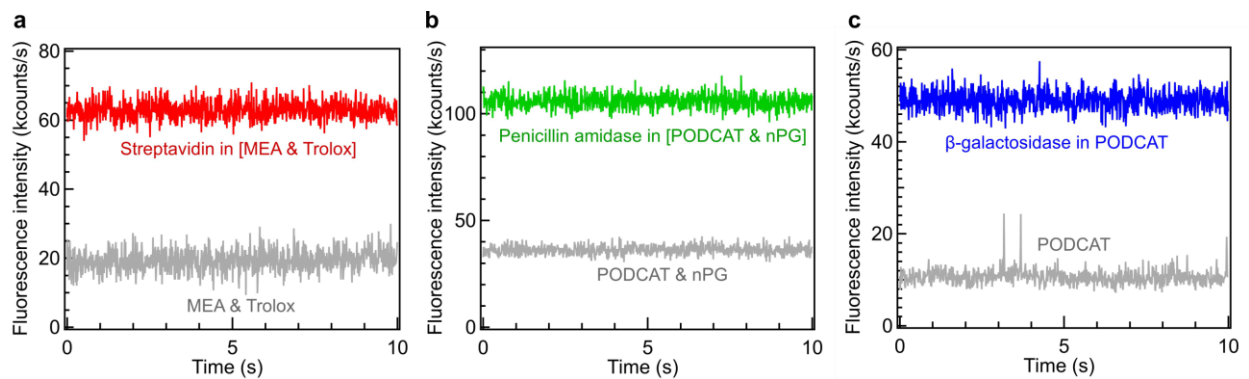 a
Fluorescence intensity (kcounts/s)
80
60
40
20
0
Streptavidin in [MEA & Trolox]
MEA & Trolox
0
5
10
Time (s)
b
Fluorescence intensity (kcounts/s)
100
50
0
Penicillin amidase in [PODCAT & nPG]
PODCAT & nPG
0
5
10
Time (s)
c
Fluorescence intensity (kcounts/s)
60
40
20
0
β-galactosidase in PODCAT
PODCAT
0
5
10
Time (s)